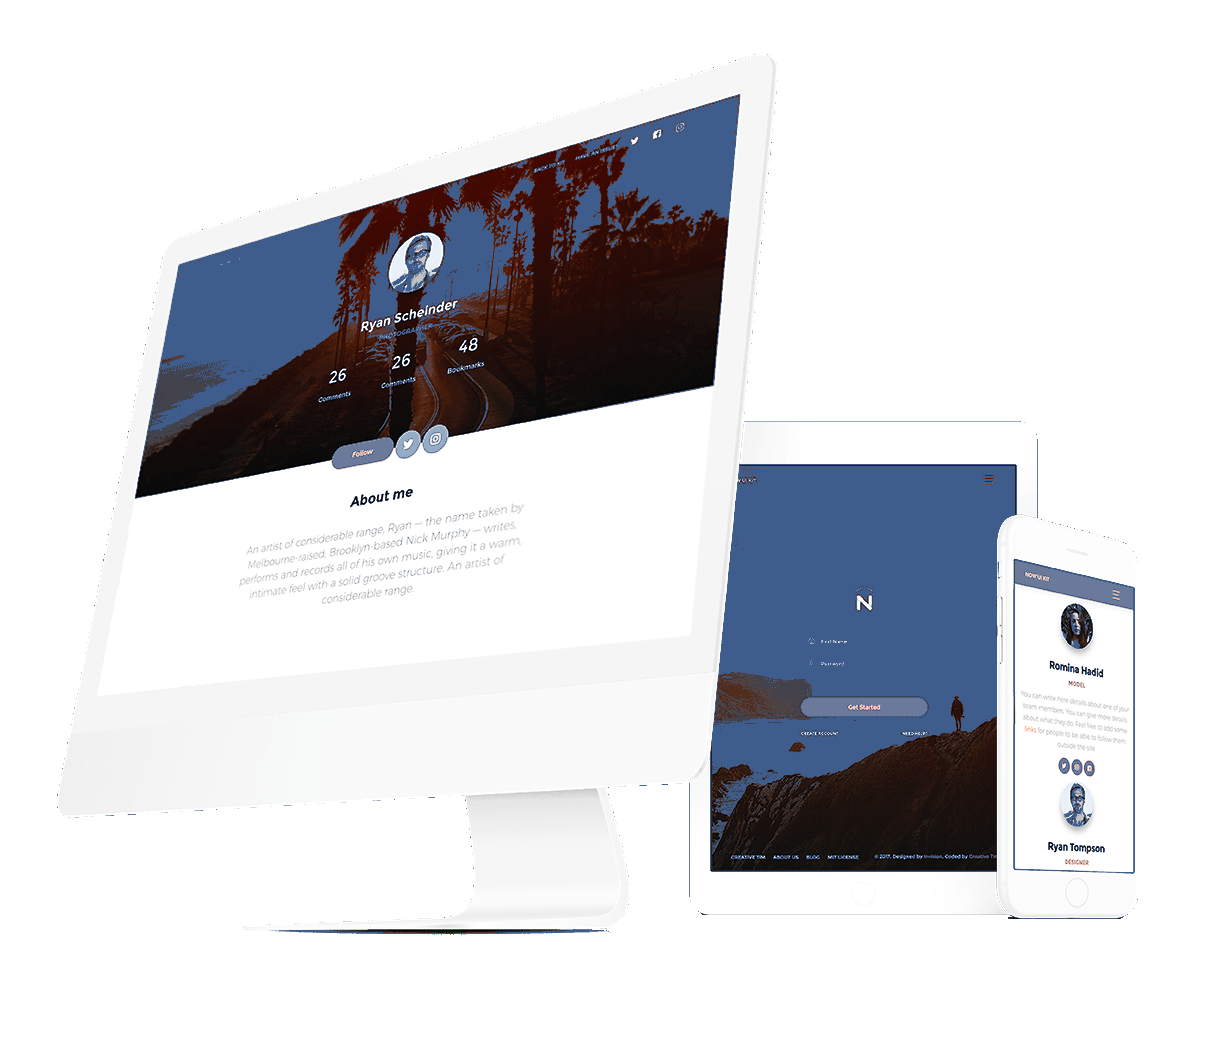 BACK TO KIT
HAVE AN ISSUE?
Ryan Scheinder
PHOTOGRAPHER
26
26
48
Comments
Comments
Bookmarks
Follow
About me
An artist of considerable range, Ryan — the name taken by
Melbourne-raised, Brooklyn-based Nick Murphy — writes,
performs and records all of his own music, giving it a warm,
intimate feel with a solid groove structure. An artist of
considerable range.
UI KIT
N
First Name
Password
Get Started
CREATE ACCOUNT
NEED HELP?
CREATIVE TIM
ABOUT US
BLOG
MIT LICENSE
© 2017, Designed by Invision. Coded by Creative Tim
NOW UI KIT
Romina Hadid
MODEL
You can write here details about one of your
team members. You can give more details
about what they do. Feel free to add some
links for people to be able to follow them
outside the site.
Ryan Tompson
DESIGNER